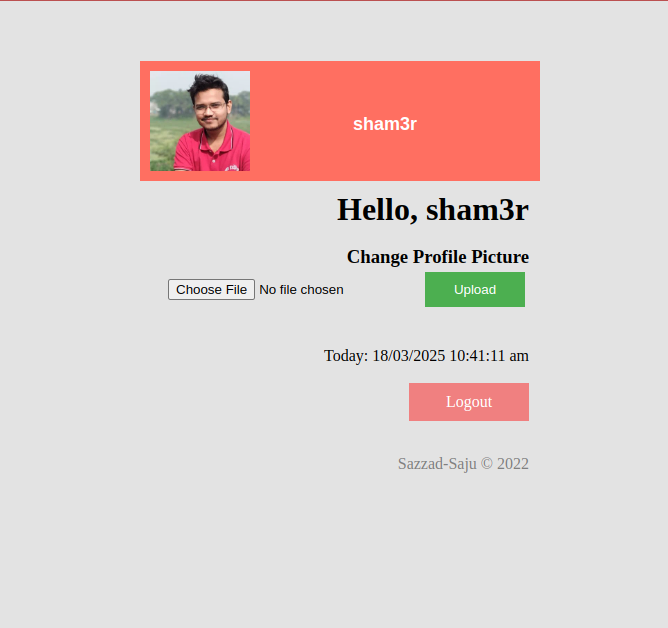 sham3r
Hello, sham3r
Change Profile Picture
Choose File No file chosen
Upload
Today: 18/03/2025 10:41:11 am
Logout
Sazzad-Saju © 2022